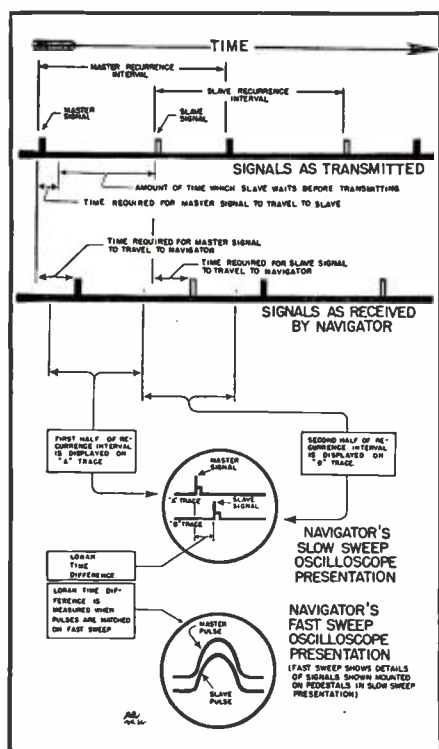 TIME
MASTER RECURRENCE
INTERVAL
SLAVE RECURRENCE
INTERVAL
MASTER
SIGNAL
SLAVE
SIGNAL
SIGNALS AS TRANSMITTED
AMOUNT OF TIME WHICH SLAVE WAITS BEFORE TRANSMITTING
TIME REQUIRED FOR MASTER SIGNAL TO TRAVEL TO SLAVE
TIME REQUIRED FOR MASTER SIGNAL
TO TRAVEL TO NAVIGATOR
TIME REQUIRED FOR SLAVE SIGNAL
TO TRAVEL TO NAVIGATOR
SIGNALS AS RECEIVED
BY NAVIGATOR
FIRST HALF OF RE-
CURRENCE INTERVAL
IS DISPLAYED ON
"A" TRACE
SECOND HALF OF RE-
CURRENCE INTERVAL
IS DISPLAYED ON
"B" TRACE
MASTER
SIGNAL
"A" TRACE
SLAVE
SIGNAL
"B" TRACE
NAVIGATOR'S
SLOW SWEEP
OSCILLOSCOPE
PRESENTATION
LORAN
TIME
DIFFERENCE
LORAN TIME DIF-
FERENCE IS
MEASURED WHEN
PULSES ARE MATCHED
ON FAST SWEEP
MASTER
PULSE
SLAVE
PULSE
NAVIGATOR'S
FAST SWEEP
OSCILLOSCOPE
PRESENTATION
(FAST SWEEP SHOWS DETAILS
OF SIGNALS SHOWN MOUNTED
ON PEDESTALS IN SLOW SWEEP
PRESENTATION)